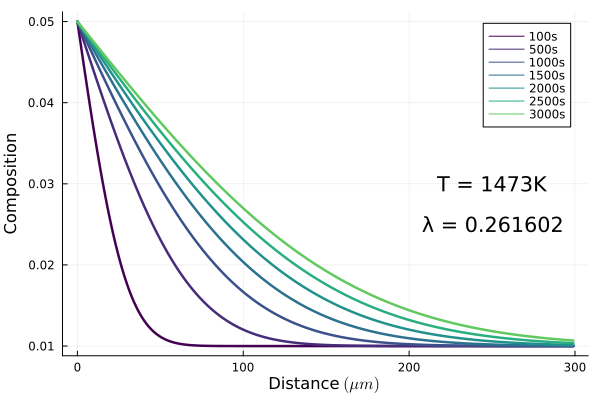 0.05
0.04
0.03
0.02
0.01
Composition
0
100
200
300
Distance (μm)
100s
500s
1000s
1500s
2000s
2500s
3000s
T = 1473K
λ = 0.261602